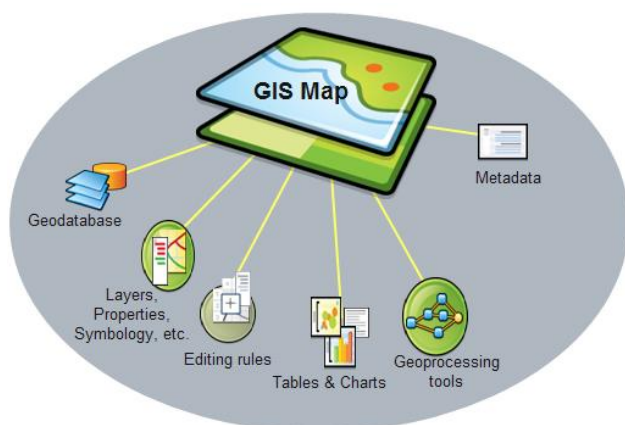 GIS Map
Metadata
Geodatabase
Layers,
Properties,
Symbology, etc.
Editing rules
Tables & Charts
Geoprocessing
tools